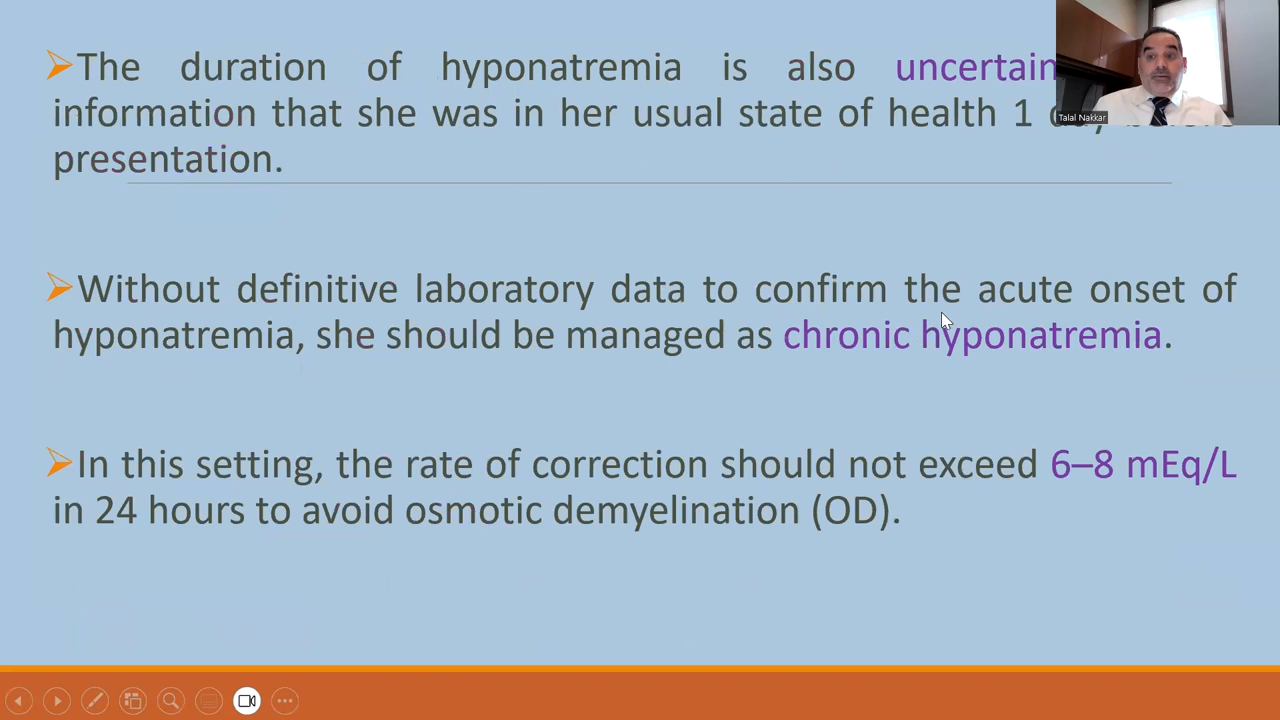 The duration of hyponatremia is also uncertain
information that she was in her usual state of health 1
presentation.
Talal Nakkar
Without definitive laboratory data to confirm the acute onset of
hyponatremia, she should be managed as chronic hyponatremia.
In this setting, the rate of correction should not exceed 6–8 mEq/L
in 24 hours to avoid osmotic demyelination (OD).